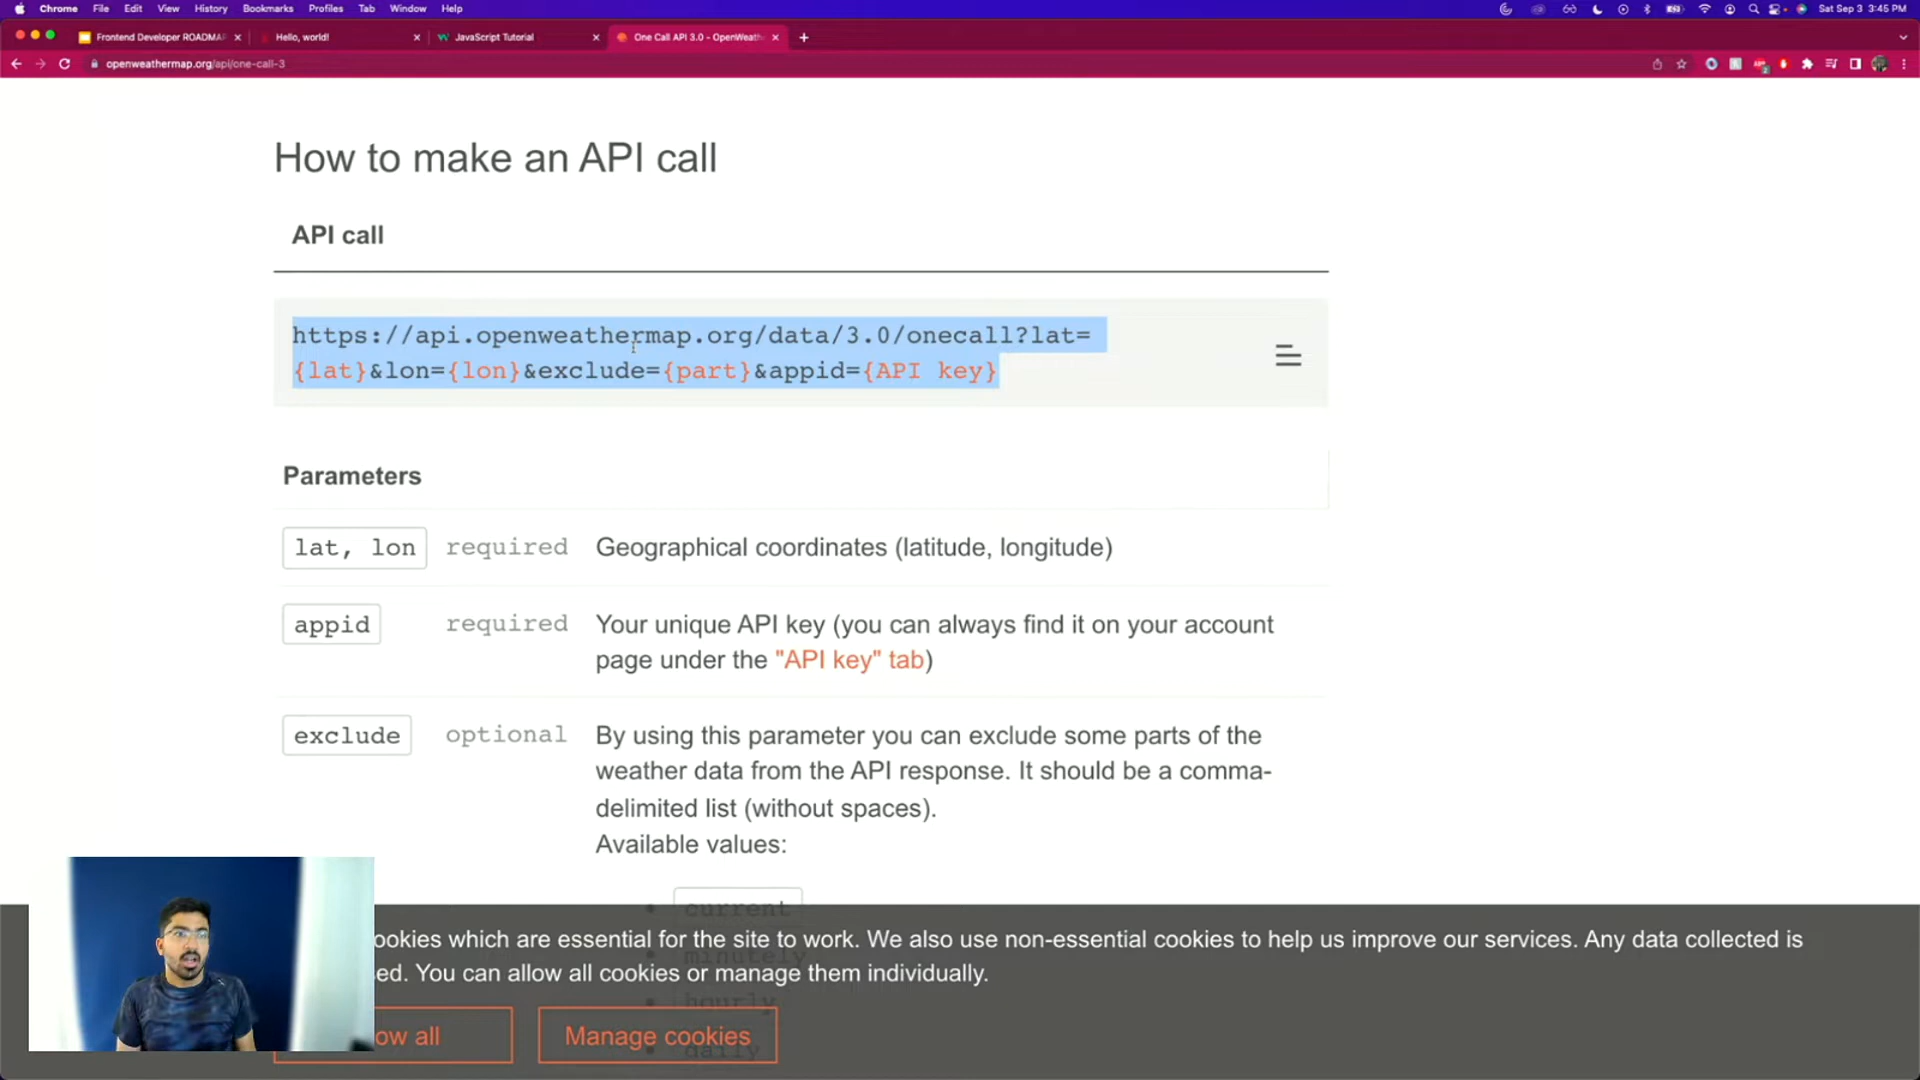 Chrome File Edit View History Bookmarks Profiles Tab Window Help
Sat Sep 3 3:45 PM
Frontend Developer ROADMA
Hello, world!
JavaScript Tutorial
One Call API 3.0 - OpenWeath
openweathermap.org/api/one-call-3
How to make an API call
API call
https://api.openweathermap.org/data/3.0/onecall?lat=
{lat}&lon={lon}&exclude={part}&appid={API key}
Parameters
lat, lon required Geographical coordinates (latitude, longitude)
appid required Your unique API key (you can always find it on your account
page under the "API key" tab)
exclude optional By using this parameter you can exclude some parts of the
weather data from the API response. It should be a comma-
delimited list (without spaces).
Available values:
current
ookies which are essential for the site to work. We also use non-essential cookies to help us improve our services. Any data collected is
minutely
ed. You can allow all cookies or manage them individually.
hourly
ow all
Manage cookies
daily